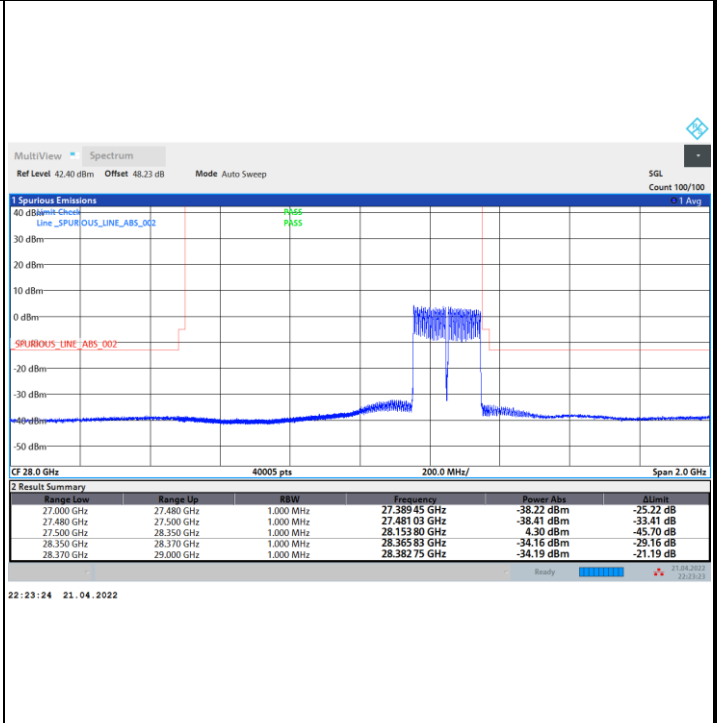 MultiView Spectrum
Ref Level 42.40 dBm Offset 48.23 dB Mode Auto Sweep SGL
Count 100/100
1 Spurious Emissions 1 Avg
40 dBm Limit Check PASS
Line _SPURIOUS_LINE_ABS_002 PASS
30 dBm
20 dBm
10 dBm
0 dBm
_SPURIOUS_LINE_ABS_002
-20 dBm
-30 dBm
-40 dBm
-50 dBm
CF 28.0 GHz 40005 pts 200.0 MHz/ Span 2.0 GHz
2 Result Summary
Range Low Range Up RBW Frequency Power Abs ΔLimit
27.000 GHz 27.480 GHz 1.000 MHz 27.389 45 GHz -38.22 dBm -25.22 dB
27.480 GHz 27.500 GHz 1.000 MHz 27.481 03 GHz -38.41 dBm -33.41 dB
27.500 GHz 28.350 GHz 1.000 MHz 28.153 80 GHz 4.30 dBm -45.70 dB
28.350 GHz 28.370 GHz 1.000 MHz 28.365 83 GHz -34.16 dBm -29.16 dB
28.370 GHz 29.000 GHz 1.000 MHz 28.382 75 GHz -34.19 dBm -21.19 dB
Ready 21.04.2022
22:23:23
22:23:24 21.04.2022